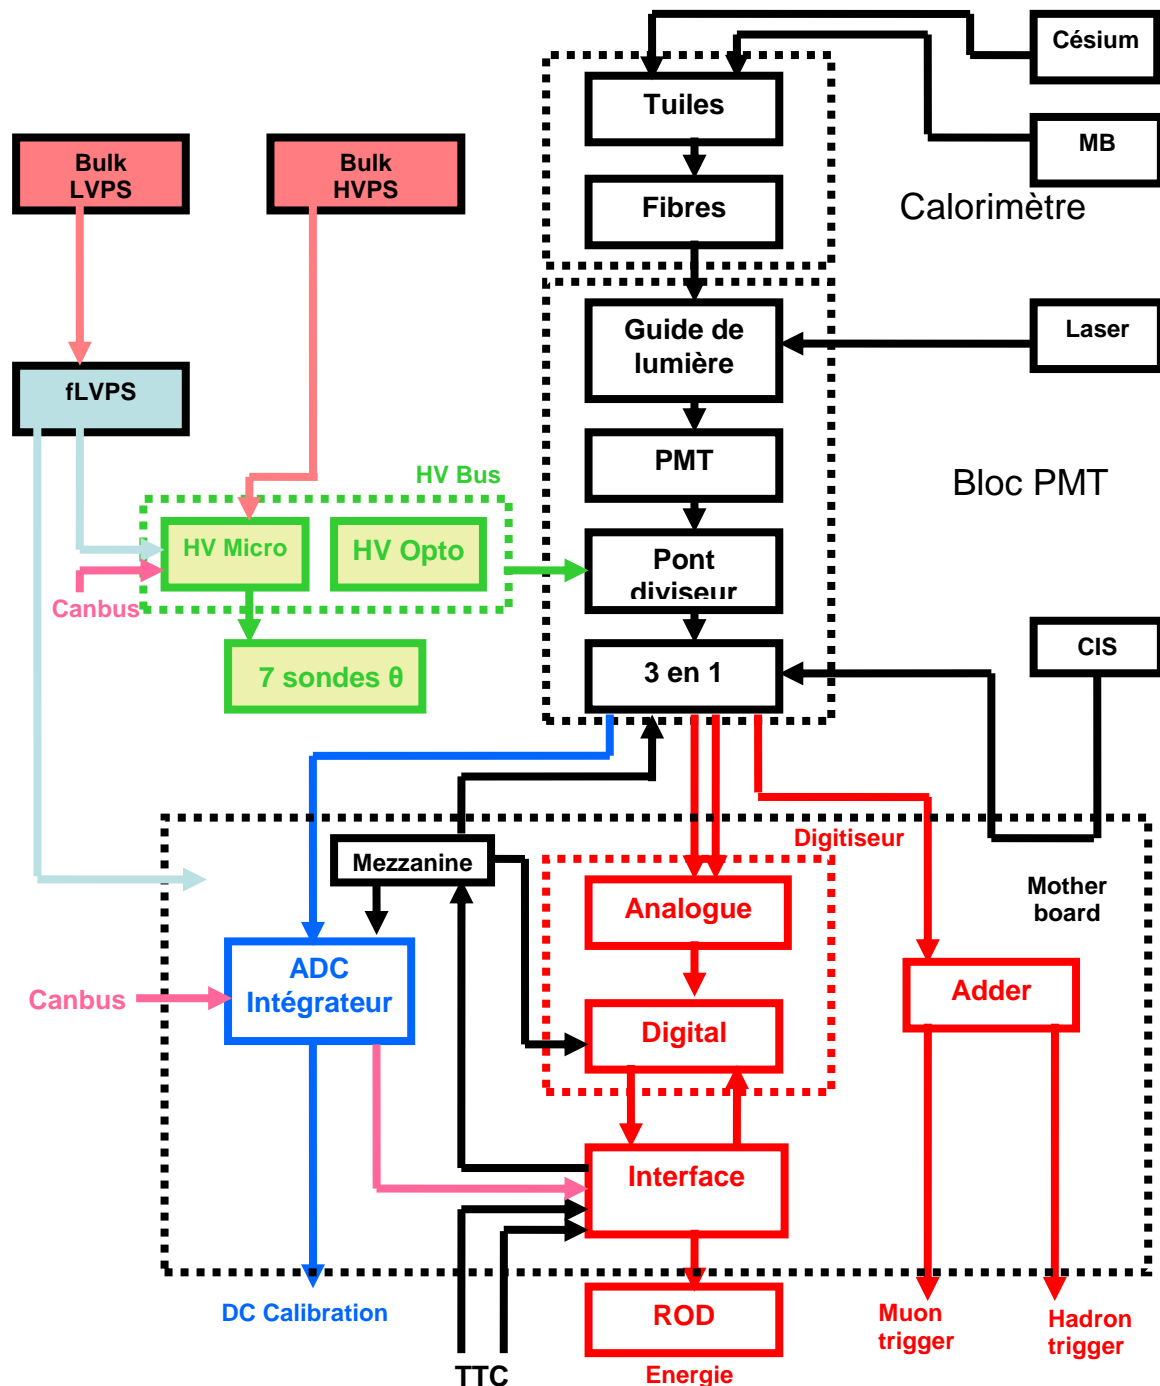 Césium
Tuiles
MB
Bulk
LVPS
Bulk
HVPS
Fibres
Calorimètre
Guide de
lumière
Laser
fLVPS
PMT
HV Bus
Bloc PMT
HV Micro
HV Opto
Pont
diviseur
Canbus
7 sondes θ
3 en 1
CIS
Digitiseur
Mezzanine
Mother
board
Analogue
ADC
Intégrateur
Canbus
Adder
Digital
Interface
DC Calibration
ROD
Muon
trigger
Hadron
trigger
TTC
Energie